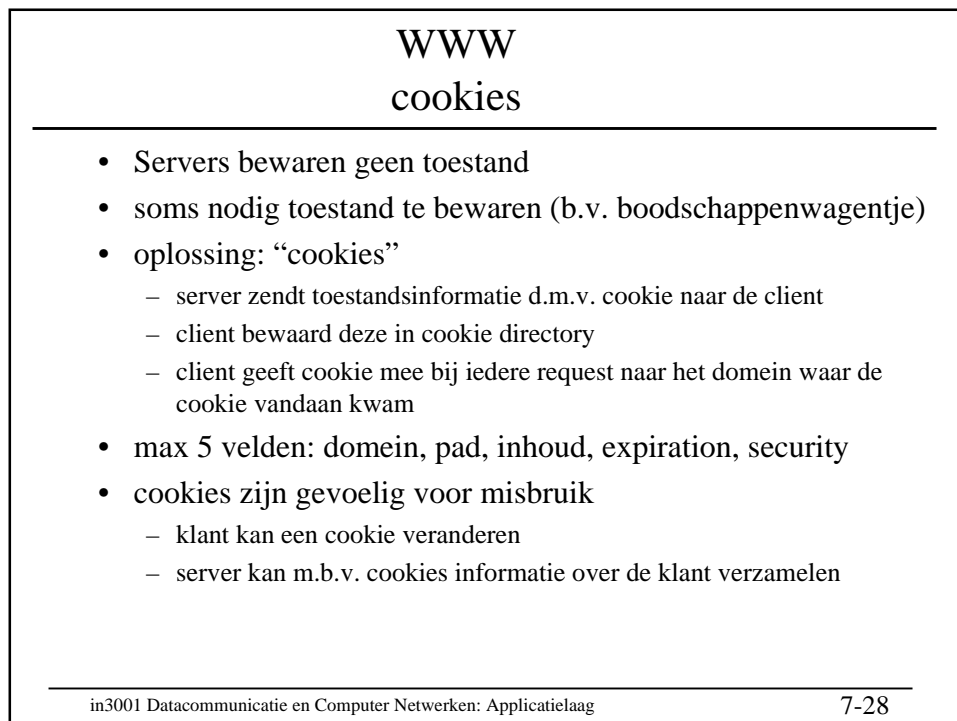 WWW
cookies
• Servers bewaren geen toestand
• soms nodig toestand te bewaren (b.v. boodschappenwagentje)
• oplossing: “cookies”
– server zendt toestandsinformatie d.m.v. cookie naar de client
– client bewaard deze in cookie directory
– client geeft cookie mee bij iedere request naar het domein waar de
cookie vandaan kwam
• max 5 velden: domein, pad, inhoud, expiration, security
• cookies zijn gevoelig voor misbruik
– klant kan een cookie veranderen
– server kan m.b.v. cookies informatie over de klant verzamelen
in3001 Datacommunicatie en Computer Netwerken: Applicatielaag
7-28